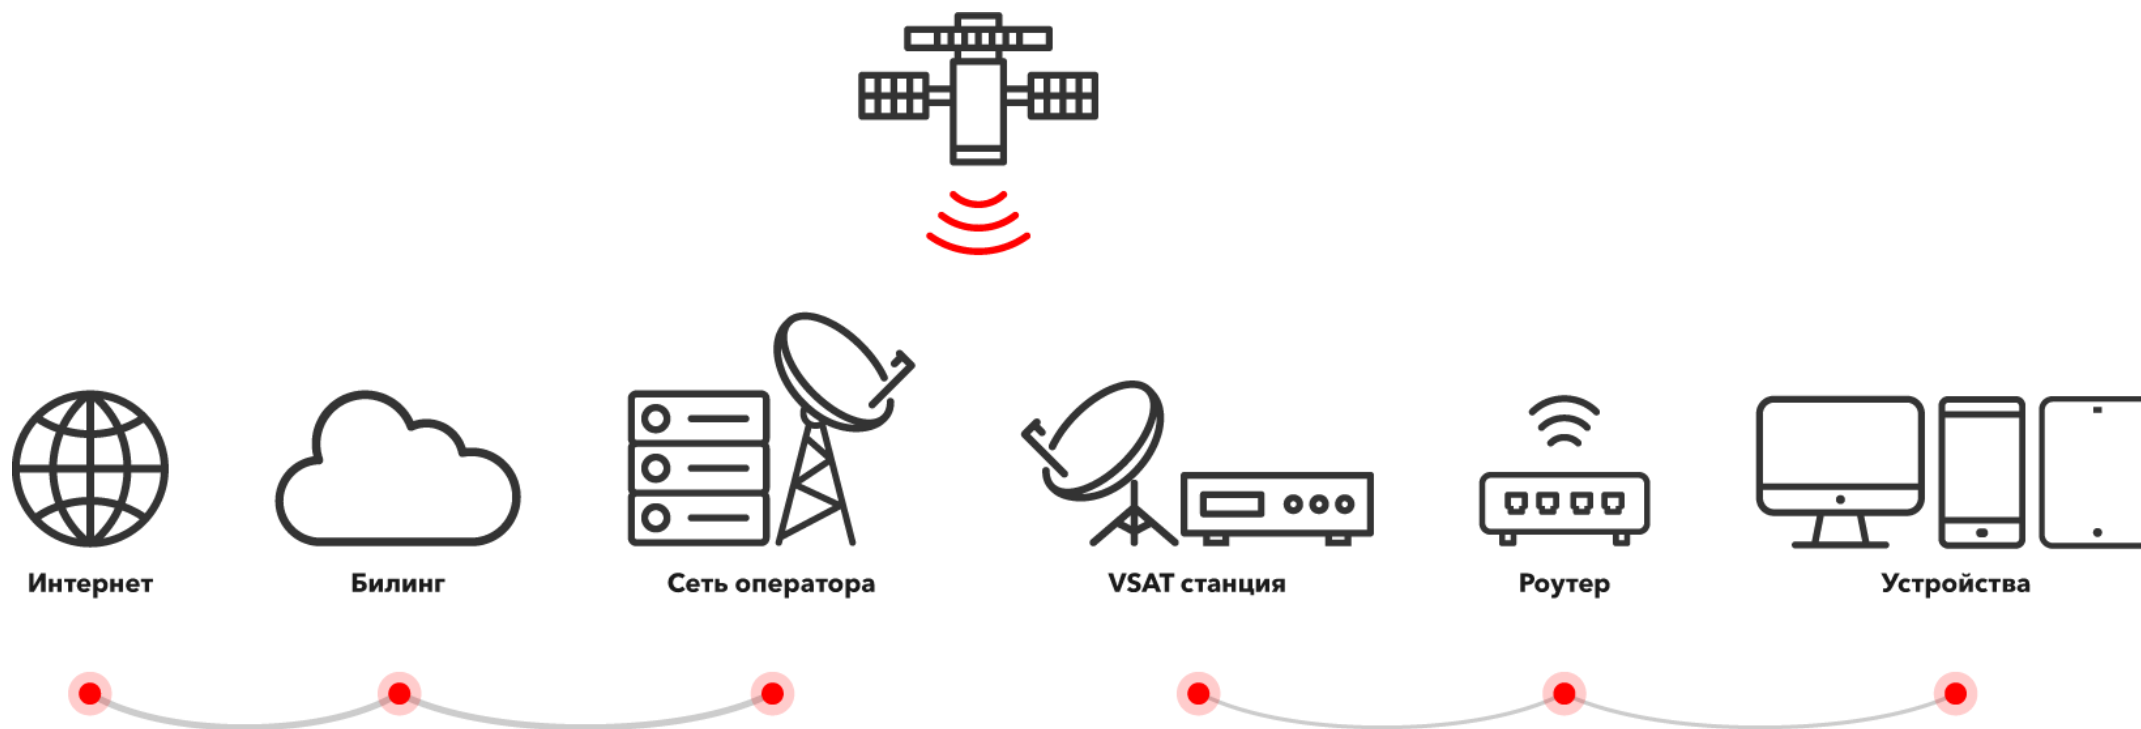 Интернет
Билинг
Сеть оператора
VSAT станция
Роутер
Устройства